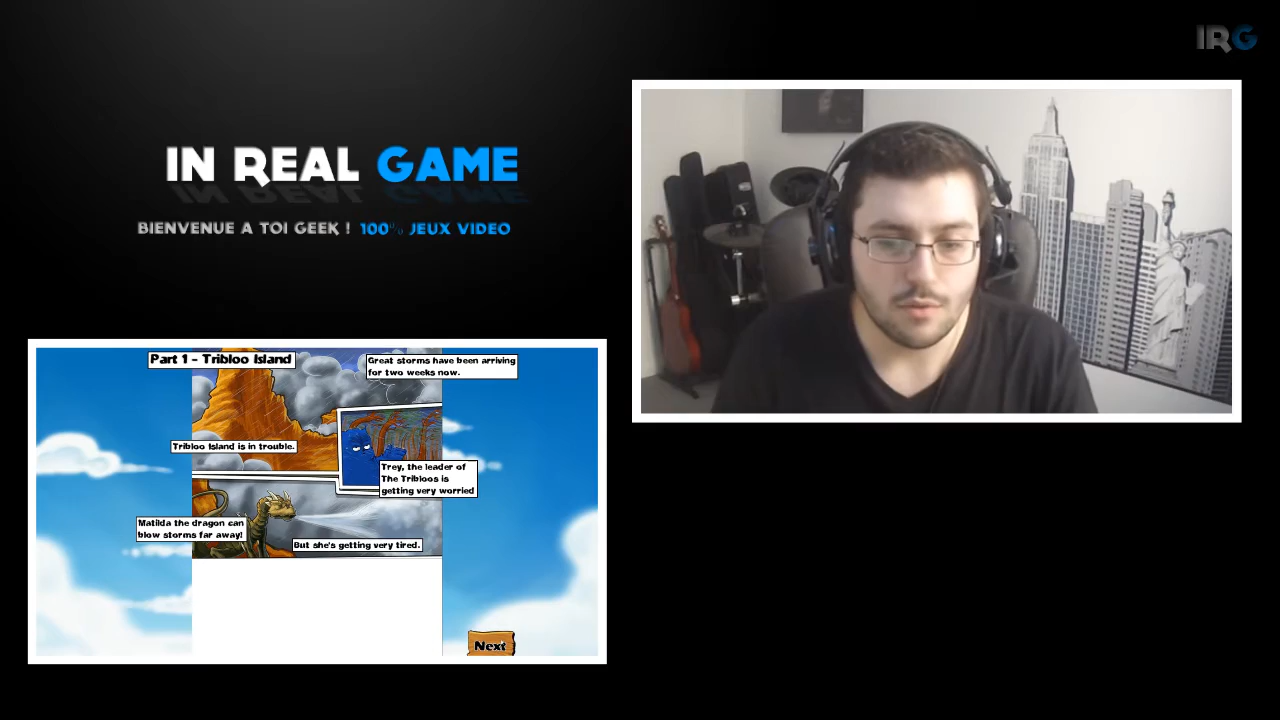 IRG
IN REAL GAME
BIENVENUE A TOI GEEK ! 100% JEUX VIDEO
Part 1 - Tribloo Island
Great storms have been arriving
for two weeks now.
Tribloo Island is in trouble.
Trey, the leader of
The Tribloos is
getting very worried
Matilda the dragon can
blow storms far away!
But she's getting very tired.
Next